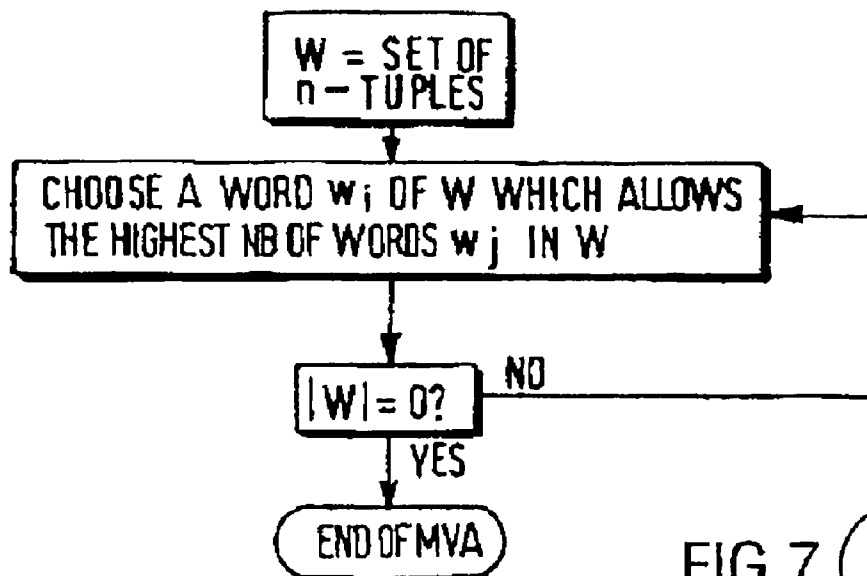 W = SET OF
n-TUPLES
CHOOSE A WORD wi OF W WHICH ALLOWS
THE HIGHEST NB OF WORDS wj IN W
|W| = 0?
NO
YES
END OF MVA
FIG.7